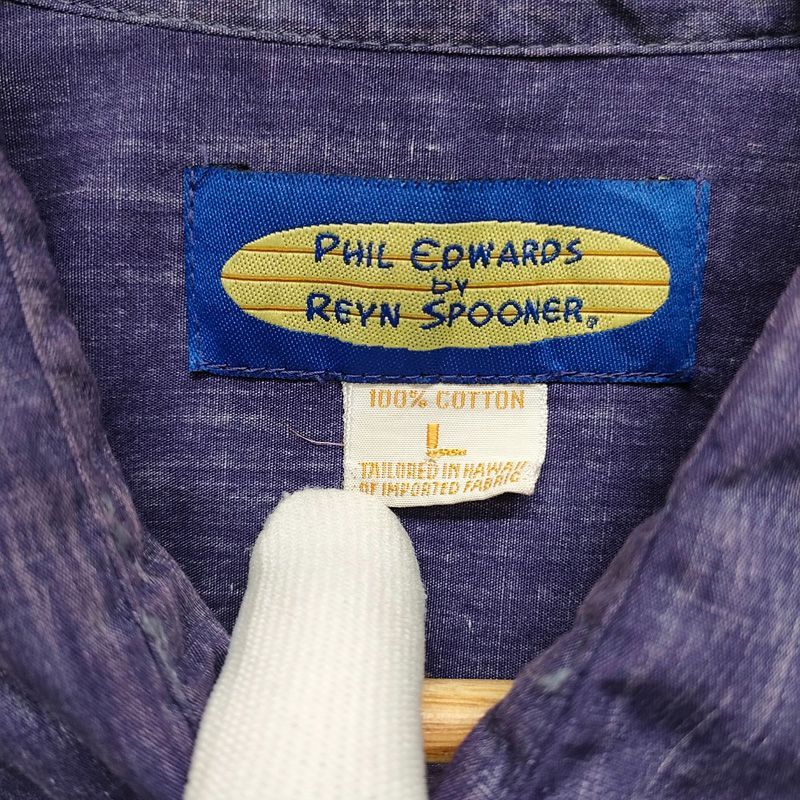 PHIL EDWARDS
BY
REYN SPOONER®
100% COTTON
L
TAILORED IN HAWAII
OF IMPORTED FABRIC